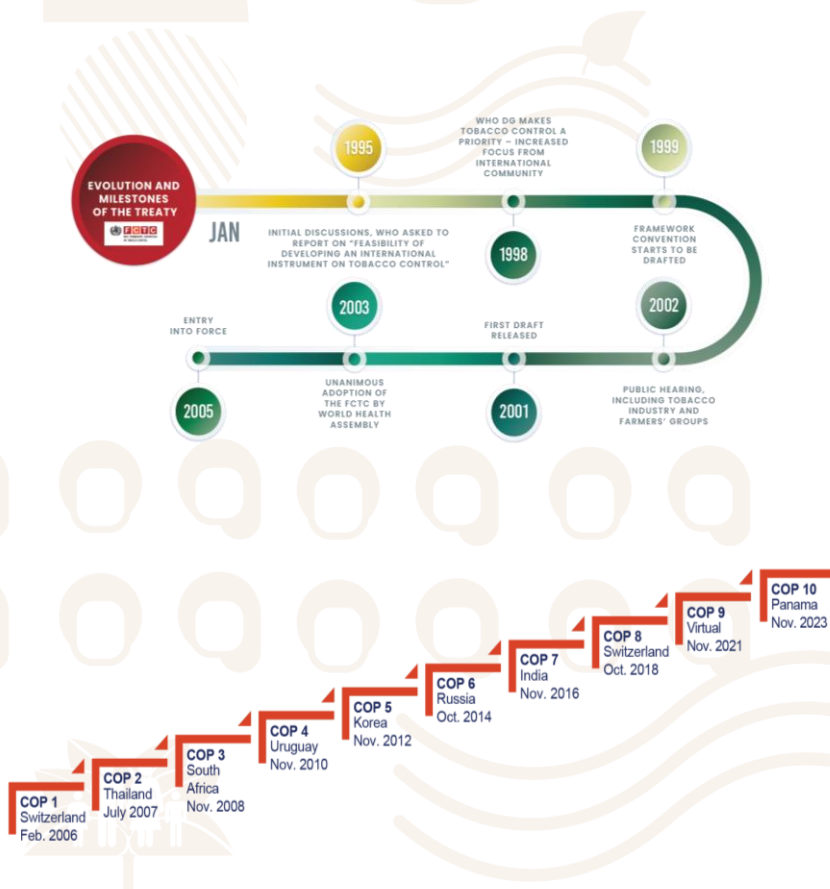 EVOLUTION AND
MILESTONES
OF THE TREATY
FCTC
JAN
1995
INITIAL DISCUSSIONS, WHO ASKED TO
REPORT ON "FEASIBILITY OF
DEVELOPING AN INTERNATIONAL
INSTRUMENT ON TOBACCO CONTROL"
WHO DG MAKES
TOBACCO CONTROL A
PRIORITY – INCREASED
FOCUS FROM
INTERNATIONAL
COMMUNITY
1998
1999
FRAMEWORK
CONVENTION
STARTS TO BE
DRAFTED
2002
PUBLIC HEARING,
INCLUDING TOBACCO
INDUSTRY AND
FARMERS' GROUPS
FIRST DRAFT
RELEASED
2001
2003
UNANIMOUS
ADOPTION OF
THE FCTC BY
WORLD HEALTH
ASSEMBLY
ENTRY
INTO FORCE
2005
COP 1
Switzerland
Feb. 2006
COP 2
Thailand
July 2007
COP 3
South
Africa
Nov. 2008
COP 4
Uruguay
Nov. 2010
COP 5
Korea
Nov. 2012
COP 6
Russia
Oct. 2014
COP 7
India
Nov. 2016
COP 8
Switzerland
Oct. 2018
COP 9
Virtual
Nov. 2021
COP 10
Panama
Nov. 2023